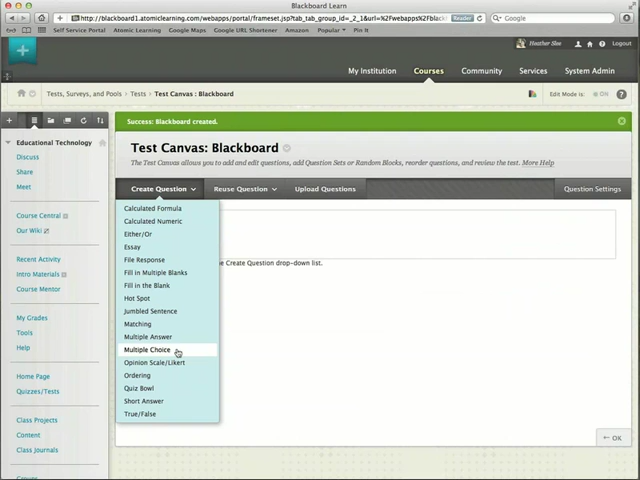 Blackboard Learn
http://blackboard1.atomiclearning.com/webapps/portal/frameset.jsp?tab_tab_group_id=_2_1&url=%2Fwebapps%2Fblackl
Reader
Google
Self Service Portal
Atomic Learning
Google Maps
Google URL Shortener
Amazon
Popular
Pin It
Heather Slee
Logout
My Institution
Courses
Community
Services
System Admin
Tests, Surveys, and Pools > Tests > Test Canvas : Blackboard
Edit Mode is: ON
Educational Technology
Discuss
Share
Meet
Course Central
Our Wiki
Recent Activity
Intro Materials
Course Mentor
My Grades
Tools
Help
Home Page
Quizzes/Tests
Class Projects
Content
Class Journals
Success: Blackboard created.
Test Canvas: Blackboard
The Test Canvas allows you to add and edit questions, add Question Sets or Random Blocks, reorder questions, and review the test. More Help
Create Question
Reuse Question
Upload Questions
Question Settings
Calculated Formula
Calculated Numeric
Either/Or
Essay
File Response
Fill in Multiple Blanks
Fill in the Blank
Hot Spot
Jumbled Sentence
Matching
Multiple Answer
Multiple Choice
Opinion Scale/Likert
Ordering
Quiz Bowl
Short Answer
True/False
e Create Question drop-down list.
OK